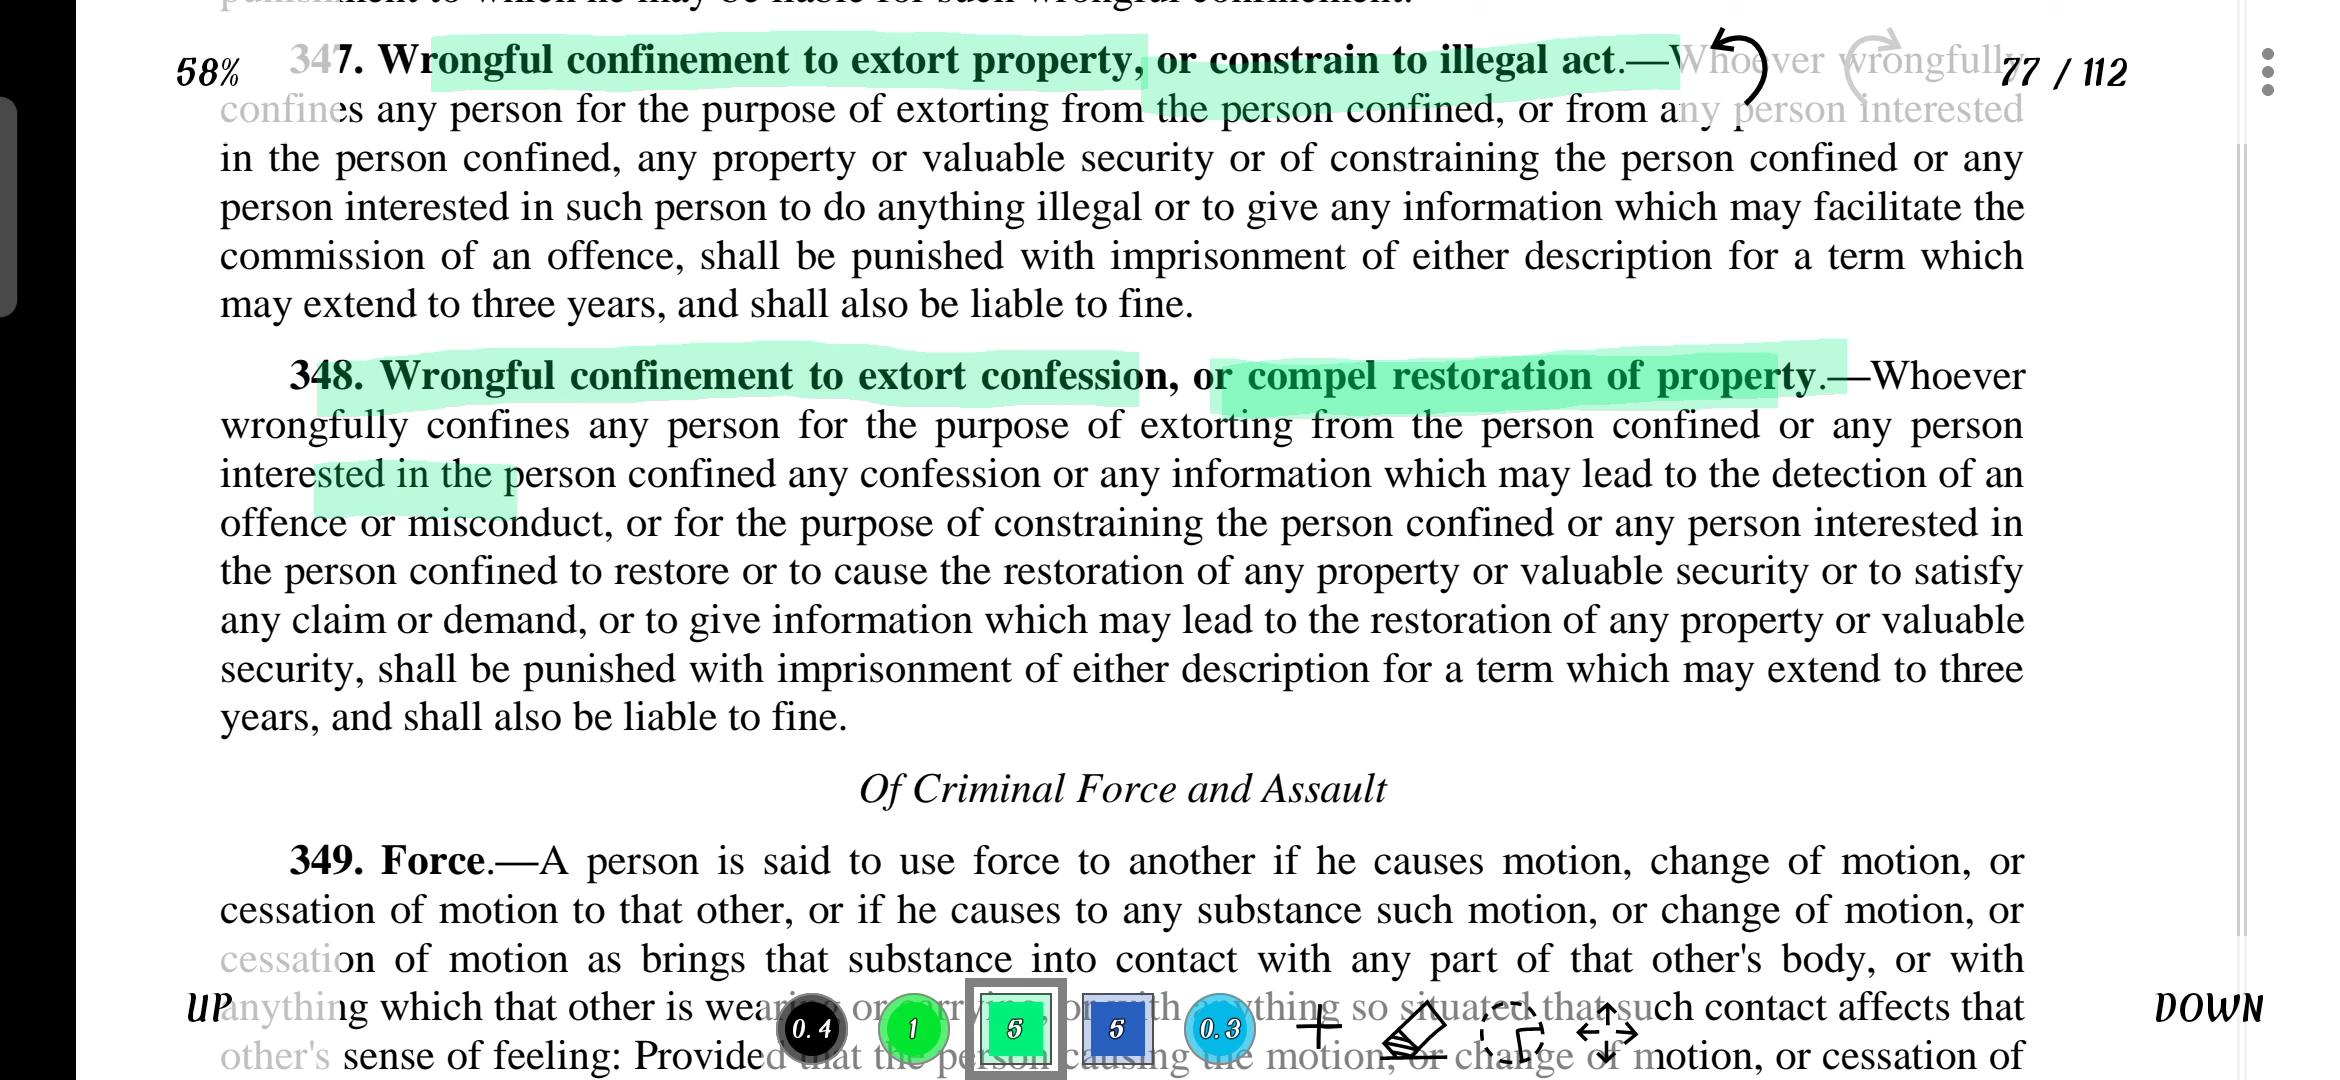 punishment to which he may be liable for such wrongful confinement.
58%
347. Wrongful confinement to extort property, or constrain to illegal act.—Whoever wrongfully
77 / 112
confines any person for the purpose of extorting from the person confined, or from any person interested
in the person confined, any property or valuable security or of constraining the person confined or any
person interested in such person to do anything illegal or to give any information which may facilitate the
commission of an offence, shall be punished with imprisonment of either description for a term which
may extend to three years, and shall also be liable to fine.
348. Wrongful confinement to extort confession, or compel restoration of property.—Whoever
wrongfully confines any person for the purpose of extorting from the person confined or any person
interested in the person confined any confession or any information which may lead to the detection of an
offence or misconduct, or for the purpose of constraining the person confined or any person interested in
the person confined to restore or to cause the restoration of any property or valuable security or to satisfy
any claim or demand, or to give information which may lead to the restoration of any property or valuable
security, shall be punished with imprisonment of either description for a term which may extend to three
years, and shall also be liable to fine.
Of Criminal Force and Assault
349. Force.—A person is said to use force to another if he causes motion, change of motion, or
cessation of motion to that other, or if he causes to any substance such motion, or change of motion, or
cessation of motion as brings that substance into contact with any part of that other's body, or with
UP
anything which that other is wearing or carrying, or with anything so situated that such contact affects that
DOWN
0.4 1 5 5 0.3
other's sense of feeling: Provided that the person causing the motion, or change of motion, or cessation of